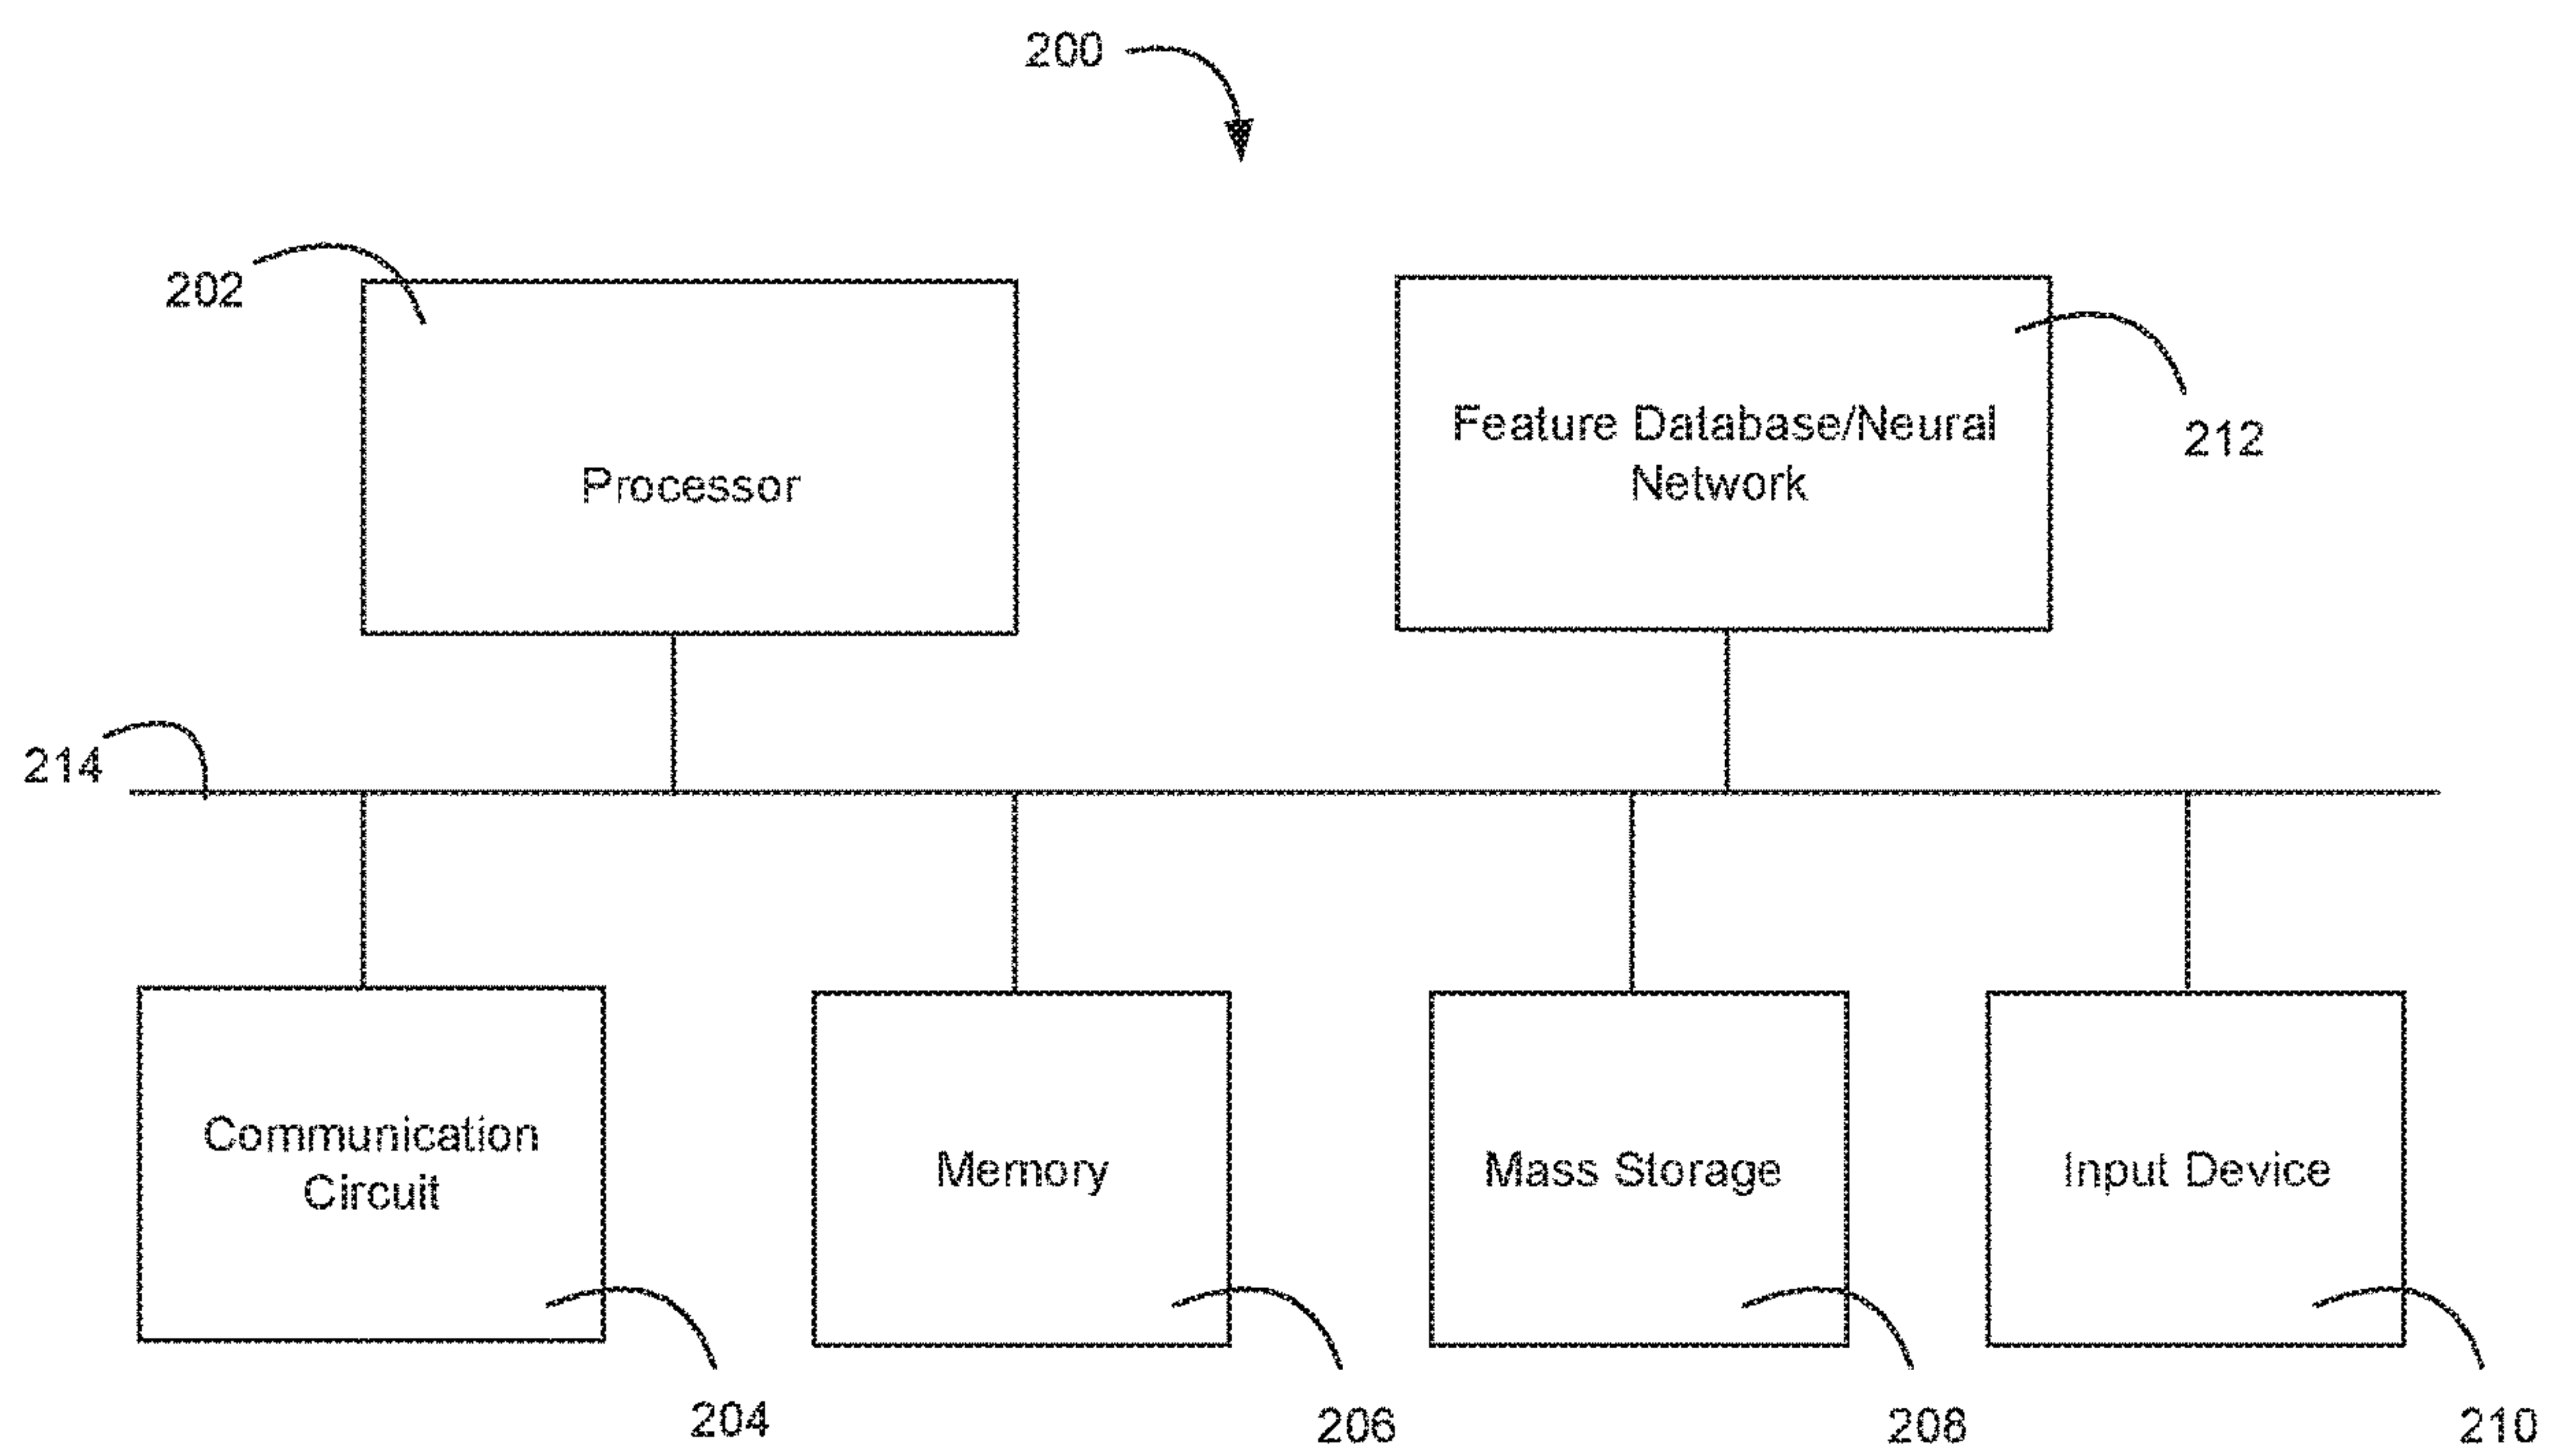 200
202
Processor
Feature Database/Neural
Network
212
214
Communication
Circuit
Memory
Mass Storage
Input Device
204
206
208
210